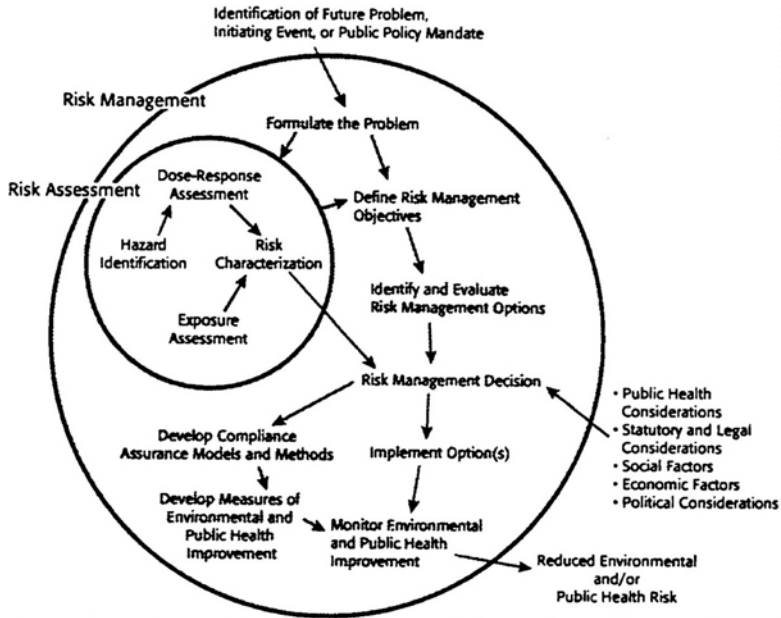 Identification of Future Problem,
Initiating Event, or Public Policy Mandate
Risk Management
Formulate the Problem
Risk Assessment
Dose-Response
Assessment
Define Risk Management
Objectives
Hazard
Identification
Risk
Characterization
Identify and Evaluate
Risk Management Options
Exposure
Assessment
Risk Management Decision
• Public Health
Considerations
• Statutory and Legal
Considerations
• Social Factors
• Economic Factors
• Political Considerations
Develop Compliance
Assurance Models and Methods
Implement Option(s)
Develop Measures of
Environmental and
Public Health
Improvement
Monitor Environmental
and Public Health
Improvement
Reduced Environmental
and/or
Public Health Risk